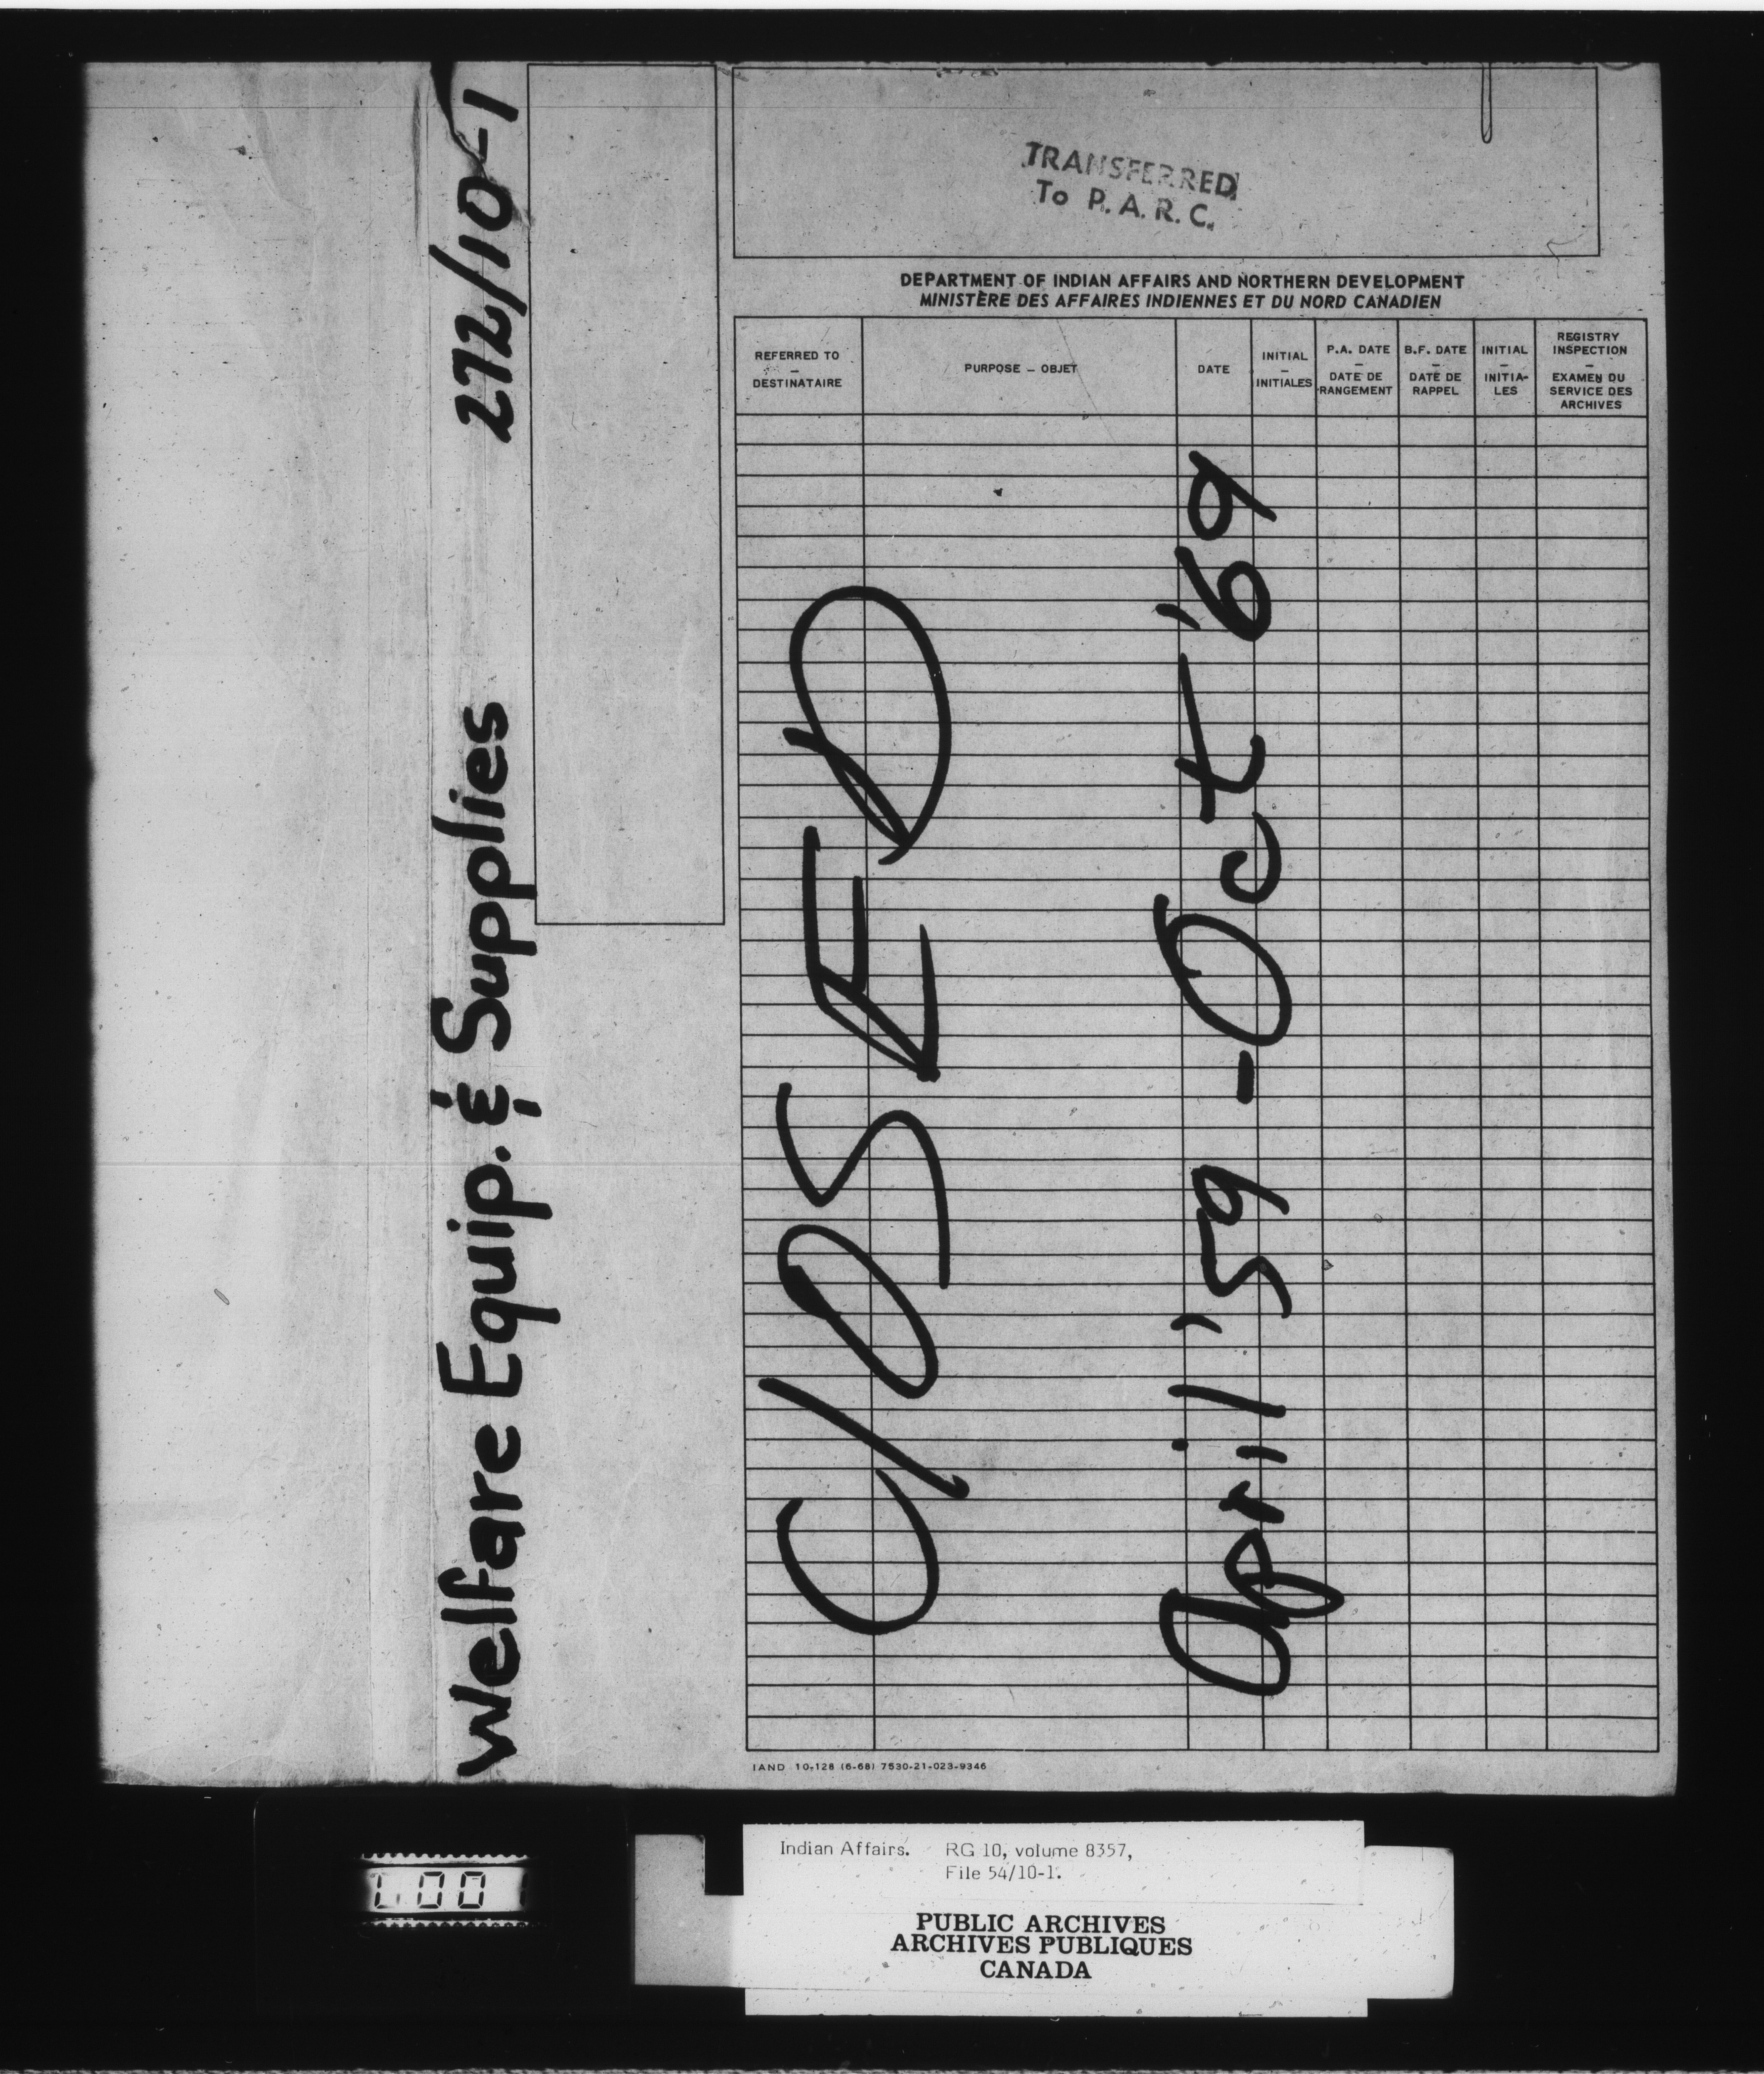 Welfare Equip. & Supplies 272/10-1
TRANSFERRED
To P.A.R.C.
DEPARTMENT OF INDIAN AFFAIRS AND NORTHERN DEVELOPMENT
MINISTÈRE DES AFFAIRES INDIENNES ET DU NORD CANADIEN
REFERRED TO
–
DESTINATAIRE
PURPOSE – OBJET
DATE
INITIAL
–
INITIALES
P.A. DATE
–
DATE DE
RANGEMENT
B.F. DATE
–
DATE DE
RAPPEL
INITIAL
–
INITIA-
LES
REGISTRY
INSPECTION
–
EXAMEN DU
SERVICE DES
ARCHIVES
ClOSED
April '59 - Oct '69
IAND 10-128 (6-68) 7530-21-023-9346
Indian Affairs. RG 10, volume 8357,
File 54/10-1.
PUBLIC ARCHIVES
ARCHIVES PUBLIQUES
CANADA